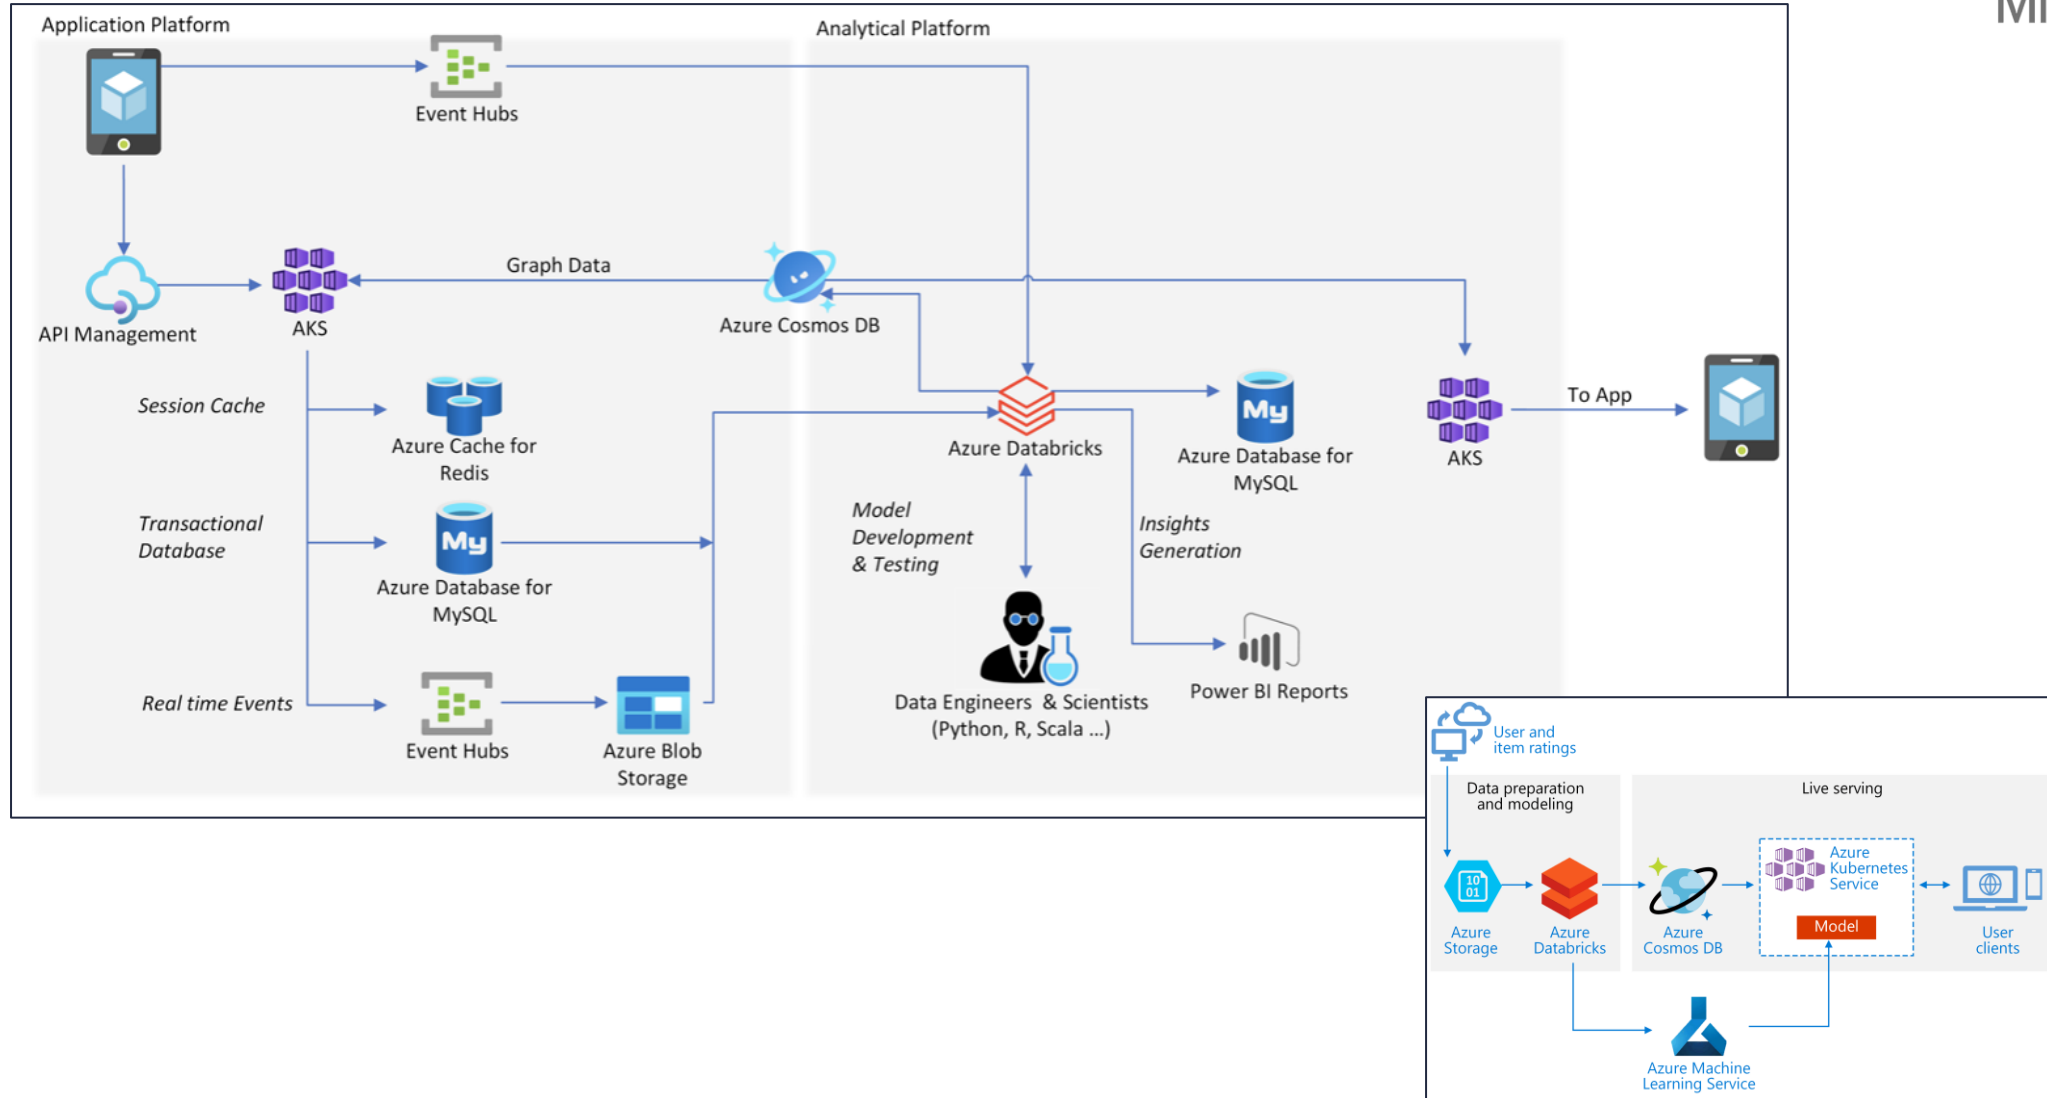 Application Platform
Analytical Platform
Event Hubs
Graph Data
API Management
AKS
Azure Cosmos DB
Session Cache
Azure Cache for
Redis
Azure Databricks
My
Azure Database for
MySQL
AKS
To App
Transactional
Database
My
Azure Database for
MySQL
Model
Development
& Testing
Insights
Generation
Real time Events
Event Hubs
Azure Blob
Storage
Data Engineers & Scientists
(Python, R, Scala ...)
Power BI Reports
User and
item ratings
Data preparation
and modeling
Live serving
10
01
Azure
Storage
Azure
Databricks
Azure
Cosmos DB
Azure
Kubernetes
Service
Model
User
clients
Azure Machine
Learning Service